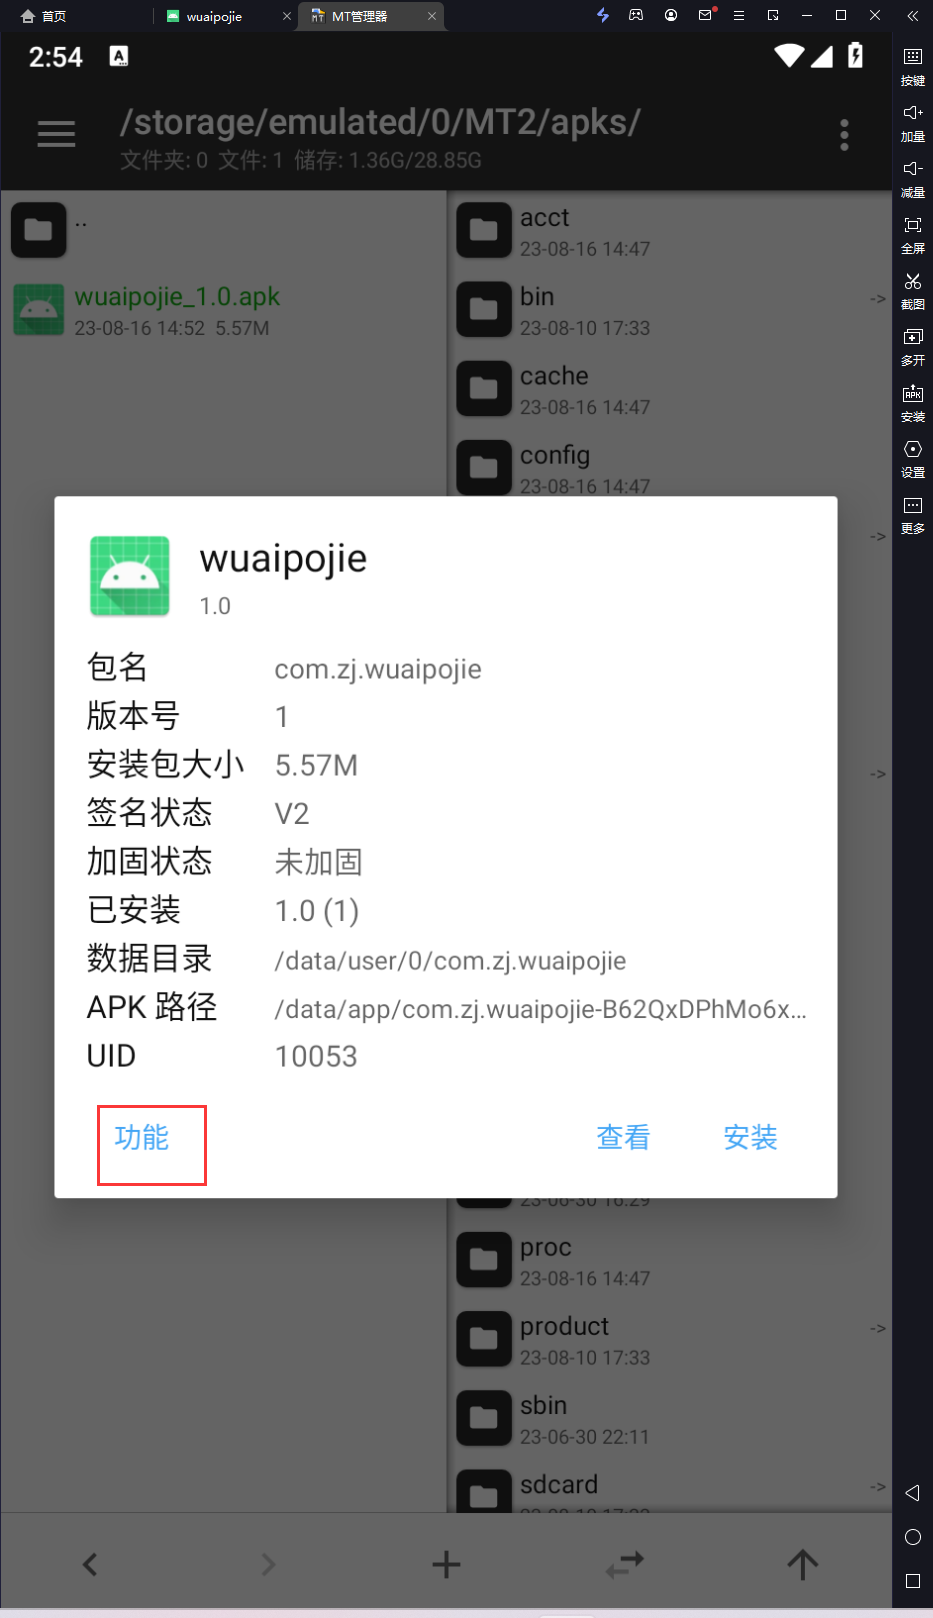 首页
wuaipojie
MT管理器
2:54
A
/storage/emulated/0/MT2/apks/
文件夹: 0 文件: 1 储存: 1.36G/28.85G
..
wuaipojie_1.0.apk
23-08-16 14:52 5.57M
acct
23-08-16 14:47
bin
23-08-10 17:33
->
cache
23-08-16 14:47
config
23-08-16 14:47
->
wuaipojie
1.0
包名 com.zj.wuaipojie
版本号 1
->
安装包大小 5.57M
签名状态 V2
加固状态 未加固
已安装 1.0 (1)
数据目录 /data/user/0/com.zj.wuaipojie
APK 路径 /data/app/com.zj.wuaipojie-B62QxDPhMo6x...
UID 10053
功能 查看 安装
23-06-30 16:29
proc
23-08-16 14:47
product
23-08-10 17:33
->
sbin
23-06-30 22:11
sdcard
->
按键
加量
减量
全屏
截图
多开
APK
安装
设置
更多